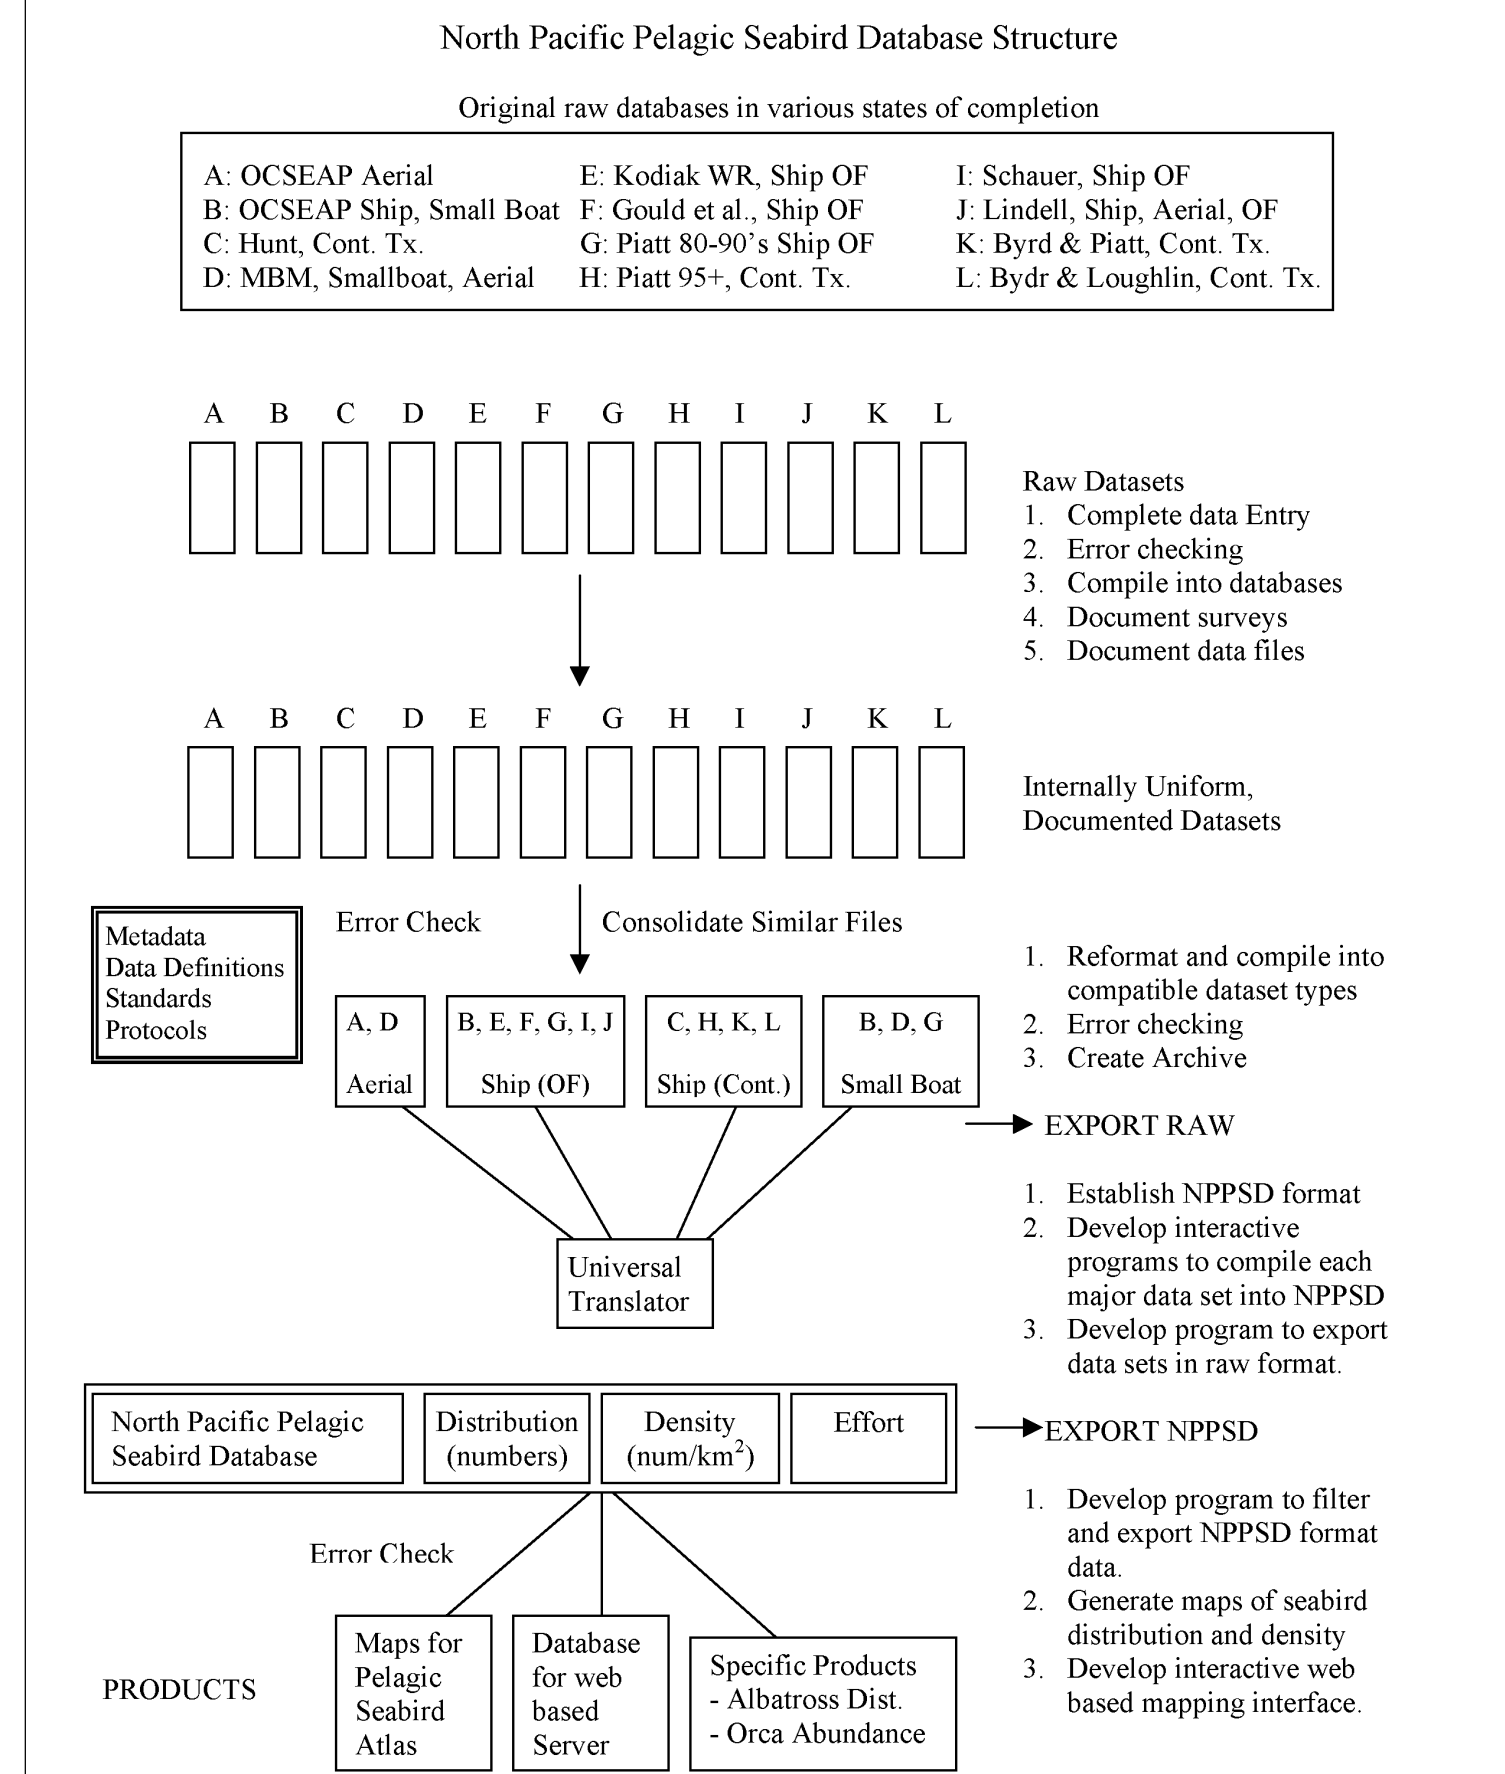 North Pacific Pelagic Seabird Database Structure
Original raw databases in various states of completion
A: OCSEAP Aerial
B: OCSEAP Ship, Small Boat
C: Hunt, Cont. Tx.
D: MBM, Smallboat, Aerial
E: Kodiak WR, Ship OF
F: Gould et al., Ship OF
G: Piatt 80-90's Ship OF
H: Piatt 95+, Cont. Tx.
I: Schauer, Ship OF
J: Lindell, Ship, Aerial, OF
K: Byrd & Piatt, Cont. Tx.
L: Bydr & Loughlin, Cont. Tx.
A B C D E F G H I J K L
Raw Datasets
1. Complete data Entry
2. Error checking
3. Compile into databases
4. Document surveys
5. Document data files
A B C D E F G H I J K L
Internally Uniform,
Documented Datasets
Error Check
Consolidate Similar Files
Metadata
Data Definitions
Standards
Protocols
1. Reformat and compile into
compatible dataset types
2. Error checking
3. Create Archive
A, D
Aerial
B, E, F, G, I, J
Ship (OF)
C, H, K, L
Ship (Cont.)
B, D, G
Small Boat
EXPORT RAW
1. Establish NPPSD format
2. Develop interactive
programs to compile each
major data set into NPPSD
3. Develop program to export
data sets in raw format.
Universal
Translator
North Pacific Pelagic
Seabird Database
Distribution
(numbers)
Density
(num/km²)
Effort
EXPORT NPPSD
1. Develop program to filter
and export NPPSD format
data.
2. Generate maps of seabird
distribution and density
3. Develop interactive web
based mapping interface.
Error Check
PRODUCTS
Maps for
Pelagic
Seabird
Atlas
Database
for web
based
Server
Specific Products
- Albatross Dist.
- Orca Abundance